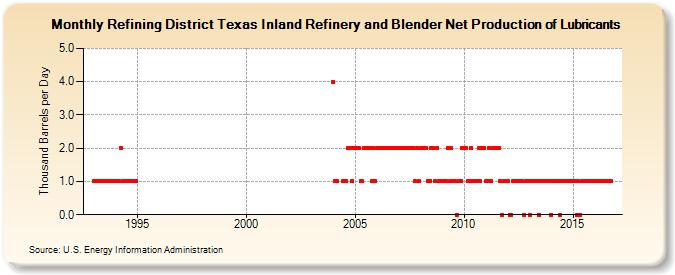 Monthly Refining District Texas Inland Refinery and Blender Net Production of Lubricants
Thousand Barrels per Day
5.0
4.0
3.0
2.0
1.0
0.0
1995 2000 2005 2010 2015
Source: U.S. Energy Information Administration